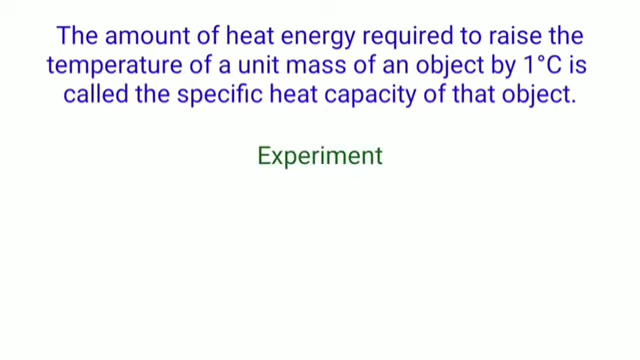 The amount of heat energy required to raise the
temperature of a unit mass of an object by 1°C is
called the specific heat capacity of that object.
Experiment